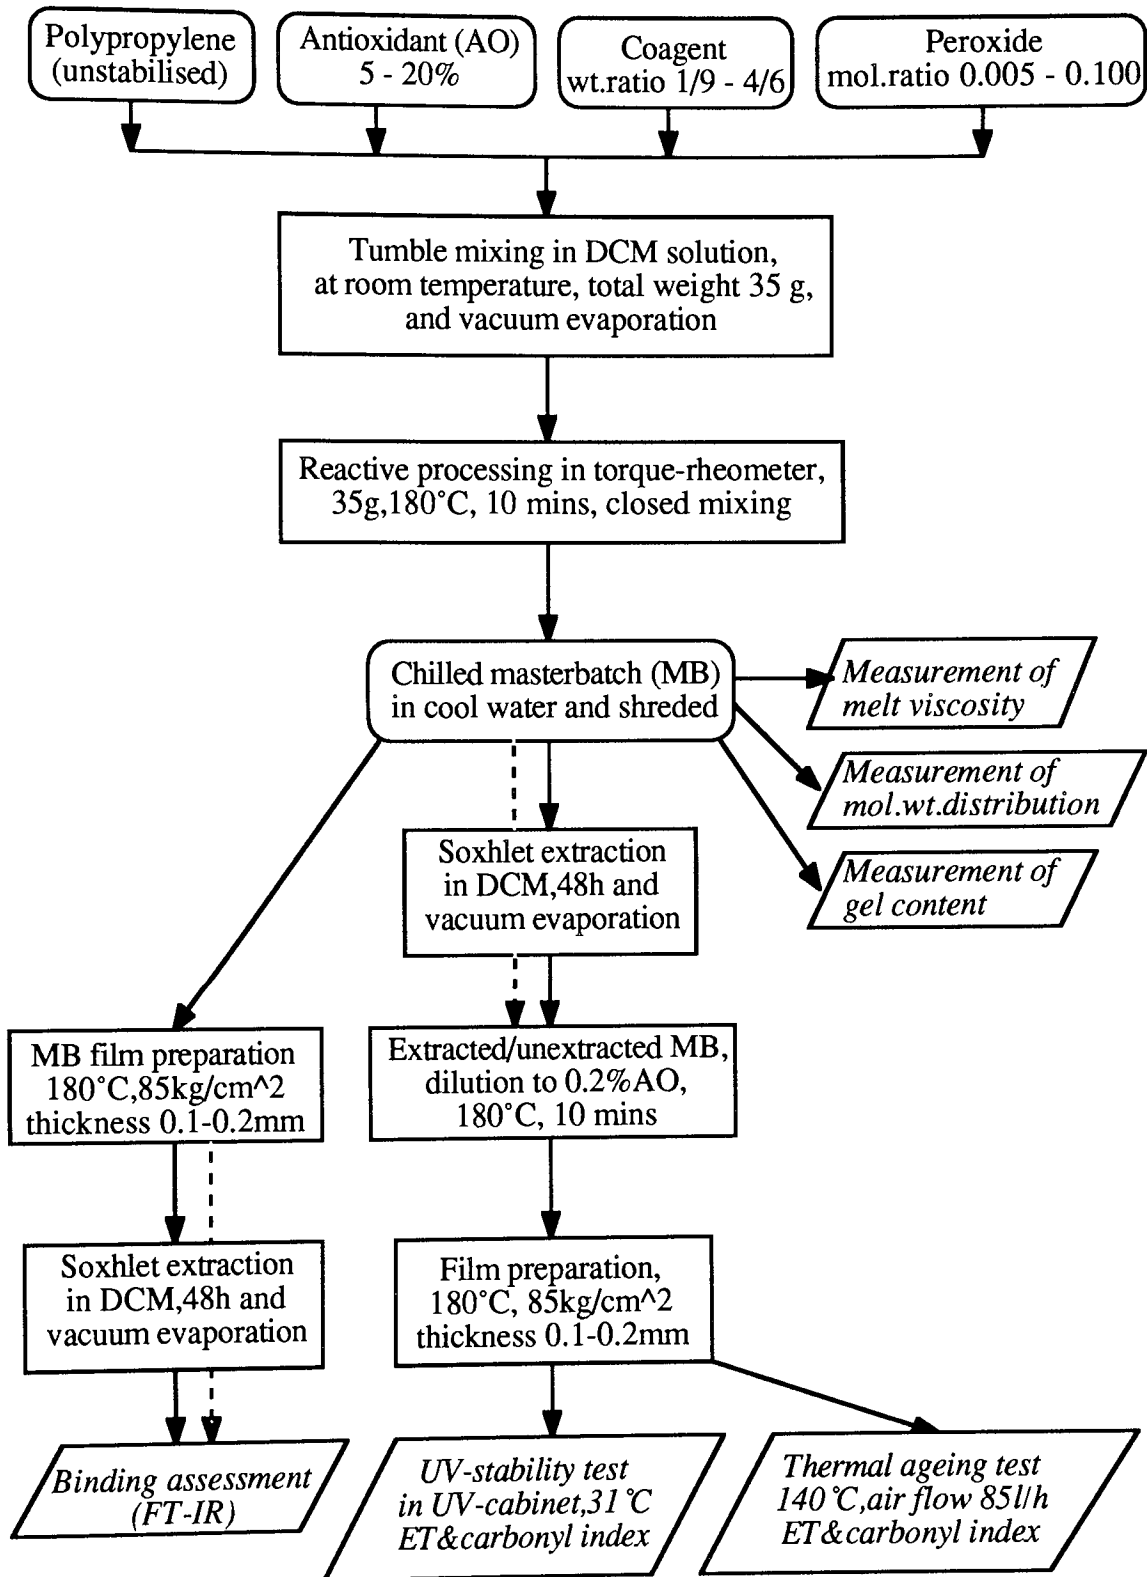 Polypropylene
(unstabilised)
Antioxidant (AO)
5 - 20%
Coagent
wt.ratio 1/9 - 4/6
Peroxide
mol.ratio 0.005 - 0.100
Tumble mixing in DCM solution,
at room temperature, total weight 35 g,
and vacuum evaporation
Reactive processing in torque-rheometer,
35g,180°C, 10 mins, closed mixing
Chilled masterbatch (MB)
in cool water and shreded
Measurement of
melt viscosity
Measurement of
mol.wt.distribution
Measurement of
gel content
Soxhlet extraction
in DCM,48h and
vacuum evaporation
MB film preparation
180°C,85kg/cm^2
thickness 0.1-0.2mm
Extracted/unextracted MB,
dilution to 0.2%AO,
180°C, 10 mins
Soxhlet extraction
in DCM,48h and
vacuum evaporation
Film preparation,
180°C, 85kg/cm^2
thickness 0.1-0.2mm
Binding assessment
(FT-IR)
UV-stability test
in UV-cabinet,31°C
ET&carbonyl index
Thermal ageing test
140°C,air flow 85l/h
ET&carbonyl index